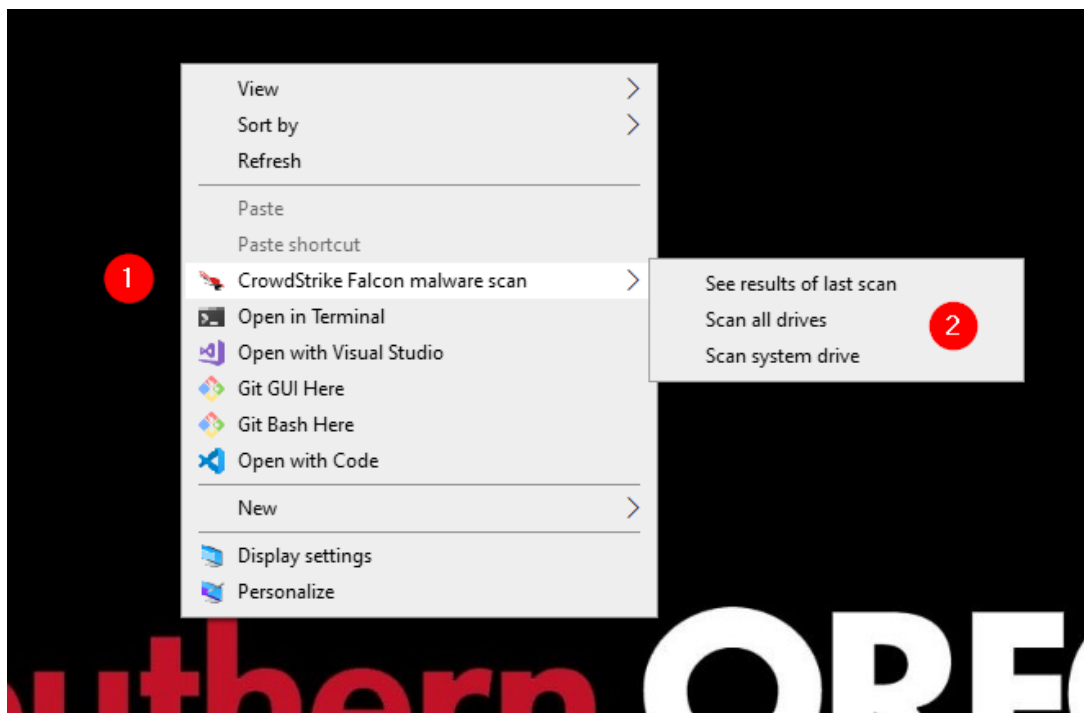 View
Sort by
Refresh
Paste
Paste shortcut
1
CrowdStrike Falcon malware scan
See results of last scan
Open in Terminal
Scan all drives
2
Open with Visual Studio
Scan system drive
Git GUI Here
Git Bash Here
Open with Code
New
Display settings
Personalize